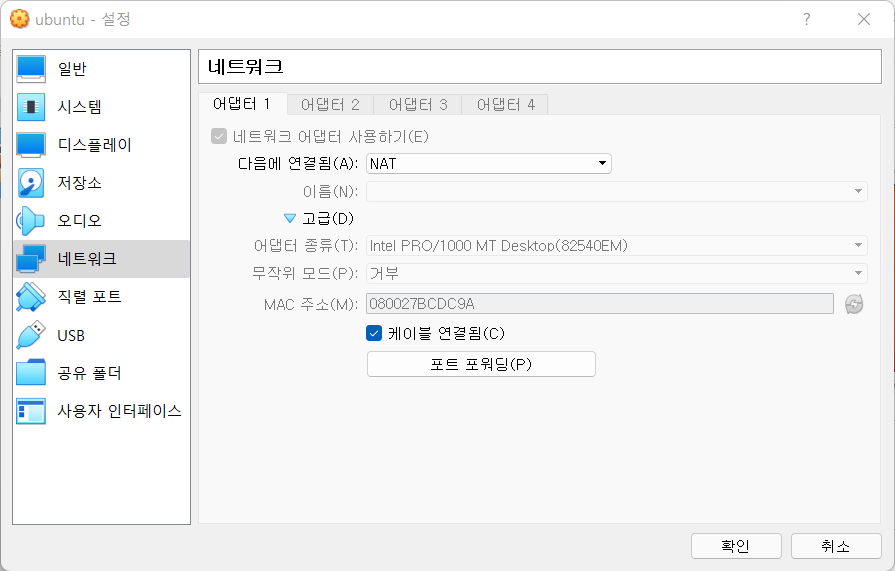 ubuntu - 설정
?
일반
시스템
디스플레이
저장소
오디오
네트워크
직렬 포트
USB
공유 폴더
사용자 인터페이스
네트워크
어댑터 1 어댑터 2 어댑터 3 어댑터 4
네트워크 어댑터 사용하기(E)
다음에 연결됨(A): NAT
이름(N):
고급(D)
어댑터 종류(T): Intel PRO/1000 MT Desktop(82540EM)
무작위 모드(P): 거부
MAC 주소(M): 080027BCDC9A
케이블 연결됨(C)
포트 포워딩(P)
확인 취소